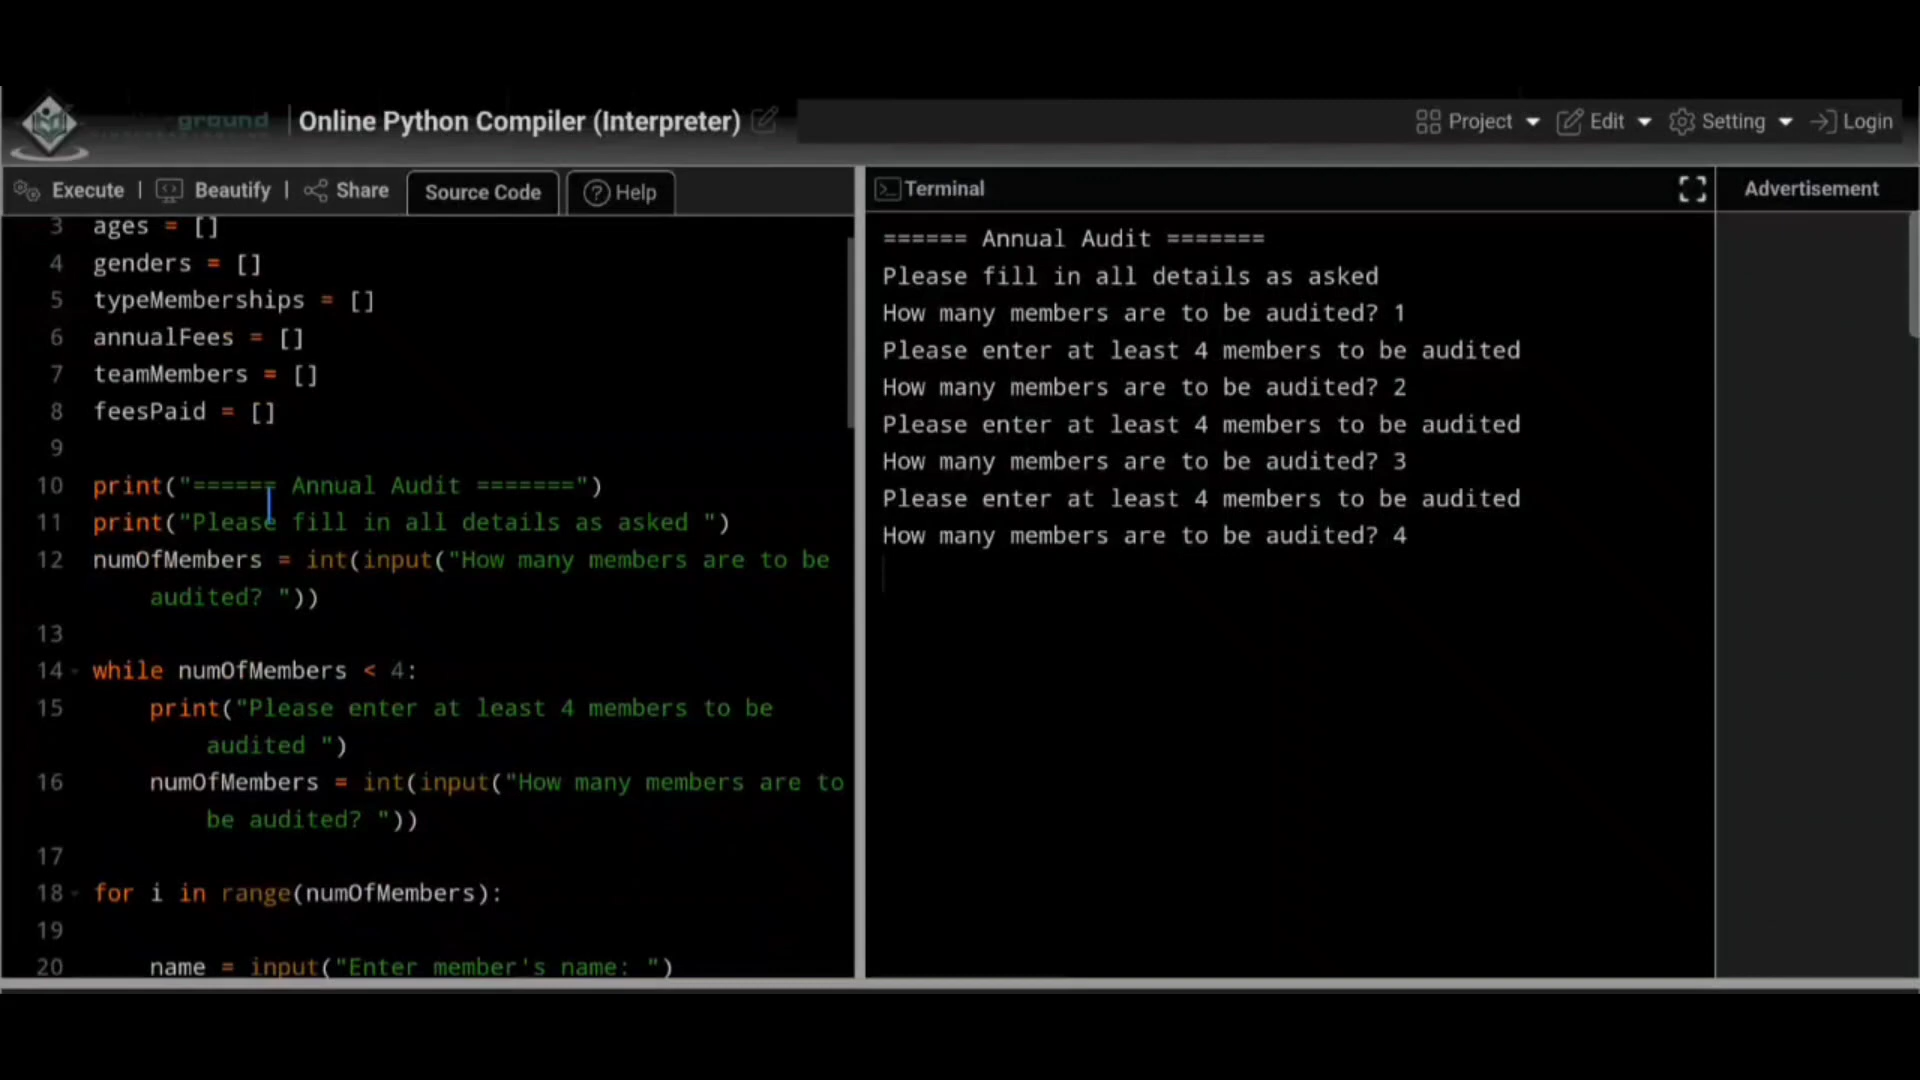 ground
Online Python Compiler (Interpreter)
Project
Edit
Setting
Login
Execute | Beautify | Share
Source Code
Help
3 ages = []
4 genders = []
5 typeMemberships = []
6 annualFees = []
7 teamMembers = []
8 feesPaid = []
9
10 print("====== Annual Audit =======")
11 print("Please fill in all details as asked ")
12 numOfMembers = int(input("How many members are to be
audited? "))
13
14 while numOfMembers < 4:
15 print("Please enter at least 4 members to be
audited ")
16 numOfMembers = int(input("How many members are to
be audited? "))
17
18 for i in range(numOfMembers):
19
20 name = input("Enter member's name: ")
Terminal
====== Annual Audit =======
Please fill in all details as asked
How many members are to be audited? 1
Please enter at least 4 members to be audited
How many members are to be audited? 2
Please enter at least 4 members to be audited
How many members are to be audited? 3
Please enter at least 4 members to be audited
How many members are to be audited? 4
Advertisement